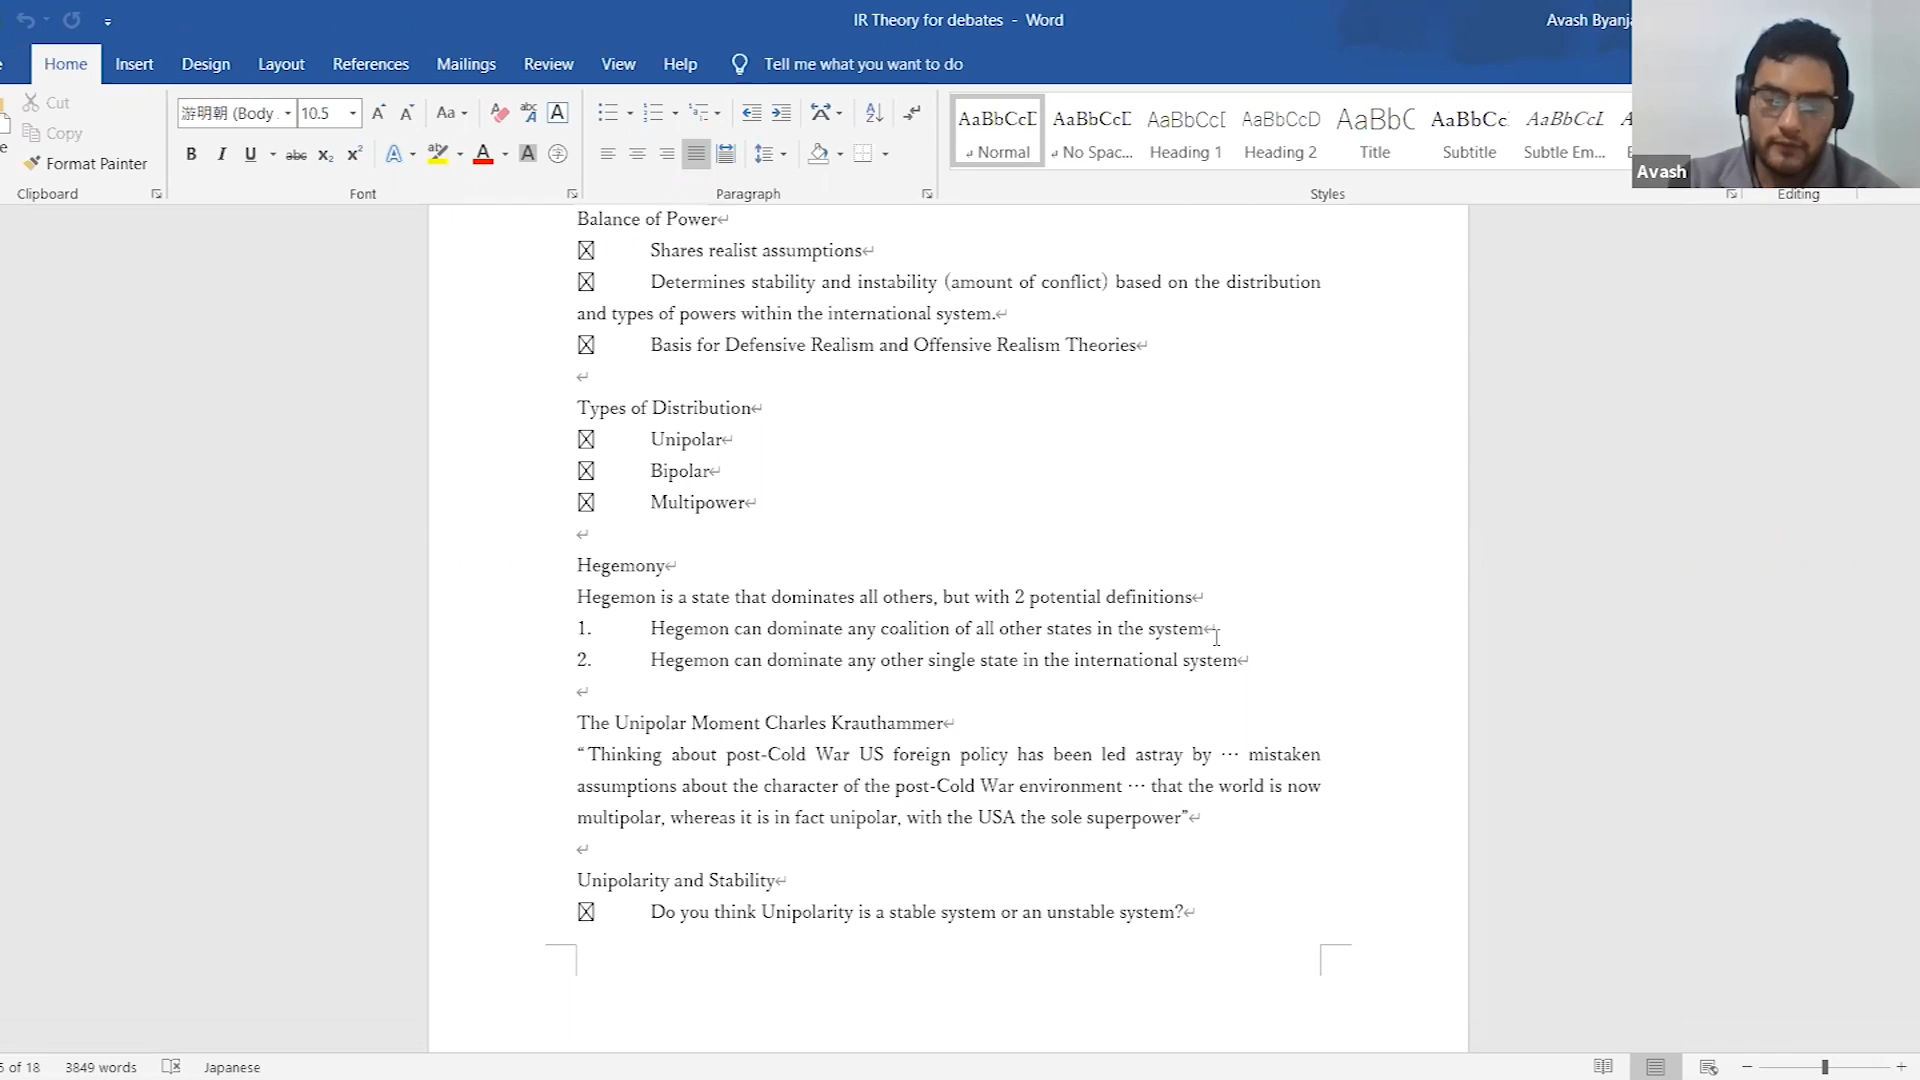 IR Theory for debates - Word
Avash Byanj
Home Insert Design Layout References Mailings Review View Help Tell me what you want to do
Cut
Copy
Format Painter
Clipboard
游明朝 (Body 10.5
Font
Paragraph
AaBbCcD AaBbCcD AaBbC( AaBbCcD AaBbC AaBbCc AaBbCcL
Normal No Spac... Heading 1 Heading 2 Title Subtitle Subtle Em...
Styles
Editing
Avash
Balance of Power
Shares realist assumptions
Determines stability and instability (amount of conflict) based on the distribution
and types of powers within the international system.
Basis for Defensive Realism and Offensive Realism Theories
Types of Distribution
Unipolar
Bipolar
Multipower
Hegemony
Hegemon is a state that dominates all others, but with 2 potential definitions
1. Hegemon can dominate any coalition of all other states in the system
2. Hegemon can dominate any other single state in the international system
The Unipolar Moment Charles Krauthammer
“Thinking about post-Cold War US foreign policy has been led astray by … mistaken
assumptions about the character of the post-Cold War environment … that the world is now
multipolar, whereas it is in fact unipolar, with the USA the sole superpower”
Unipolarity and Stability
Do you think Unipolarity is a stable system or an unstable system?
of 18 3849 words Japanese